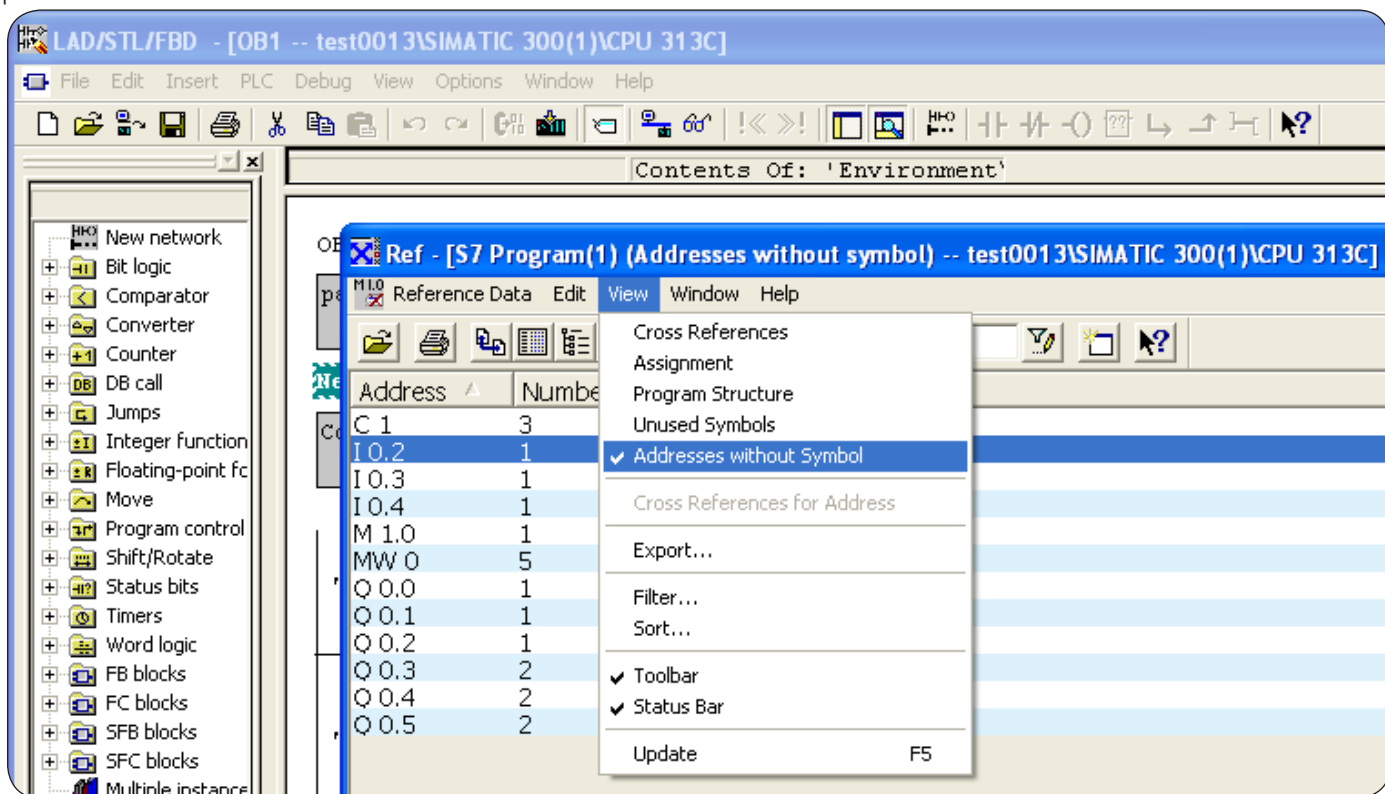 LAD/STL/FBD - [OB1 -- test0013\SIMATIC 300(1)\CPU 313C]
File Edit Insert PLC Debug View Options Window Help
Contents Of: 'Environment'
New network
Bit logic
Comparator
Converter
Counter
DB call
Jumps
Integer function
Floating-point fc
Move
Program control
Shift/Rotate
Status bits
Timers
Word logic
FB blocks
FC blocks
SFB blocks
SFC blocks
Multiple instance
Ref - [S7 Program(1) (Addresses without symbol) -- test0013\SIMATIC 300(1)\CPU 313C]
Reference Data Edit View Window Help
Address Numbe
C 1 3
I 0.2 1
I 0.3 1
I 0.4 1
M 1.0 1
MW 0 5
Q 0.0 1
Q 0.1 1
Q 0.2 1
Q 0.3 2
Q 0.4 2
Q 0.5 2
Cross References
Assignment
Program Structure
Unused Symbols
Addresses without Symbol
Cross References for Address
Export...
Filter...
Sort...
Toolbar
Status Bar
Update F5